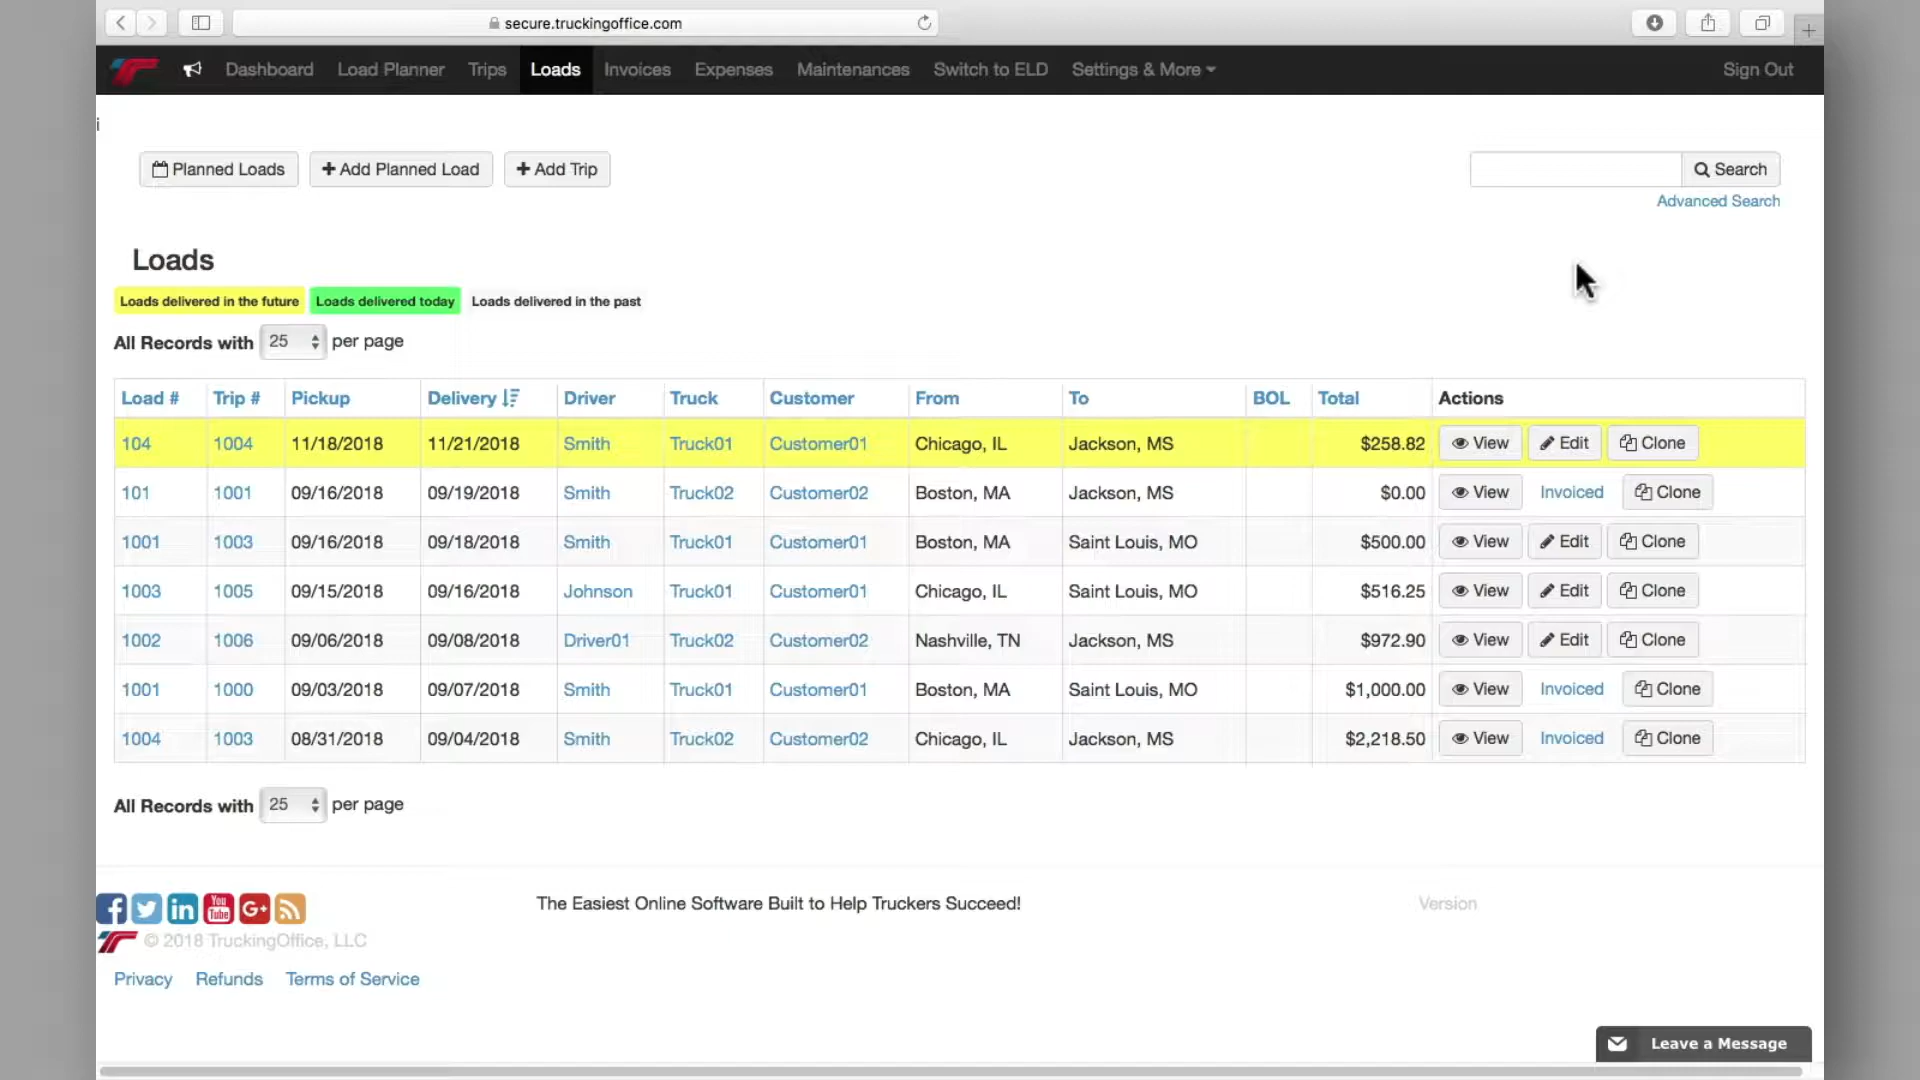 secure.truckingoffice.com
Dashboard Load Planner Trips Loads Invoices Expenses Maintenances Switch to ELD Settings & More Sign Out
i
Planned Loads + Add Planned Load + Add Trip Search
Advanced Search
Loads
Loads delivered in the future Loads delivered today Loads delivered in the past
All Records with 25 per page
Load # Trip # Pickup Delivery Driver Truck Customer From To BOL Total Actions
104 1004 11/18/2018 11/21/2018 Smith Truck01 Customer01 Chicago, IL Jackson, MS $258.82 View Edit Clone
101 1001 09/16/2018 09/19/2018 Smith Truck02 Customer02 Boston, MA Jackson, MS $0.00 View Invoiced Clone
1001 1003 09/16/2018 09/18/2018 Smith Truck01 Customer01 Boston, MA Saint Louis, MO $500.00 View Edit Clone
1003 1005 09/15/2018 09/16/2018 Johnson Truck01 Customer01 Chicago, IL Saint Louis, MO $516.25 View Edit Clone
1002 1006 09/06/2018 09/08/2018 Driver01 Truck02 Customer02 Nashville, TN Jackson, MS $972.90 View Edit Clone
1001 1000 09/03/2018 09/07/2018 Smith Truck01 Customer01 Boston, MA Saint Louis, MO $1,000.00 View Invoiced Clone
1004 1003 08/31/2018 09/04/2018 Smith Truck02 Customer02 Chicago, IL Jackson, MS $2,218.50 View Invoiced Clone
All Records with 25 per page
f in You Tube G+ The Easiest Online Software Built to Help Truckers Succeed! Version
© 2018 TruckingOffice, LLC
Privacy Refunds Terms of Service
Leave a Message